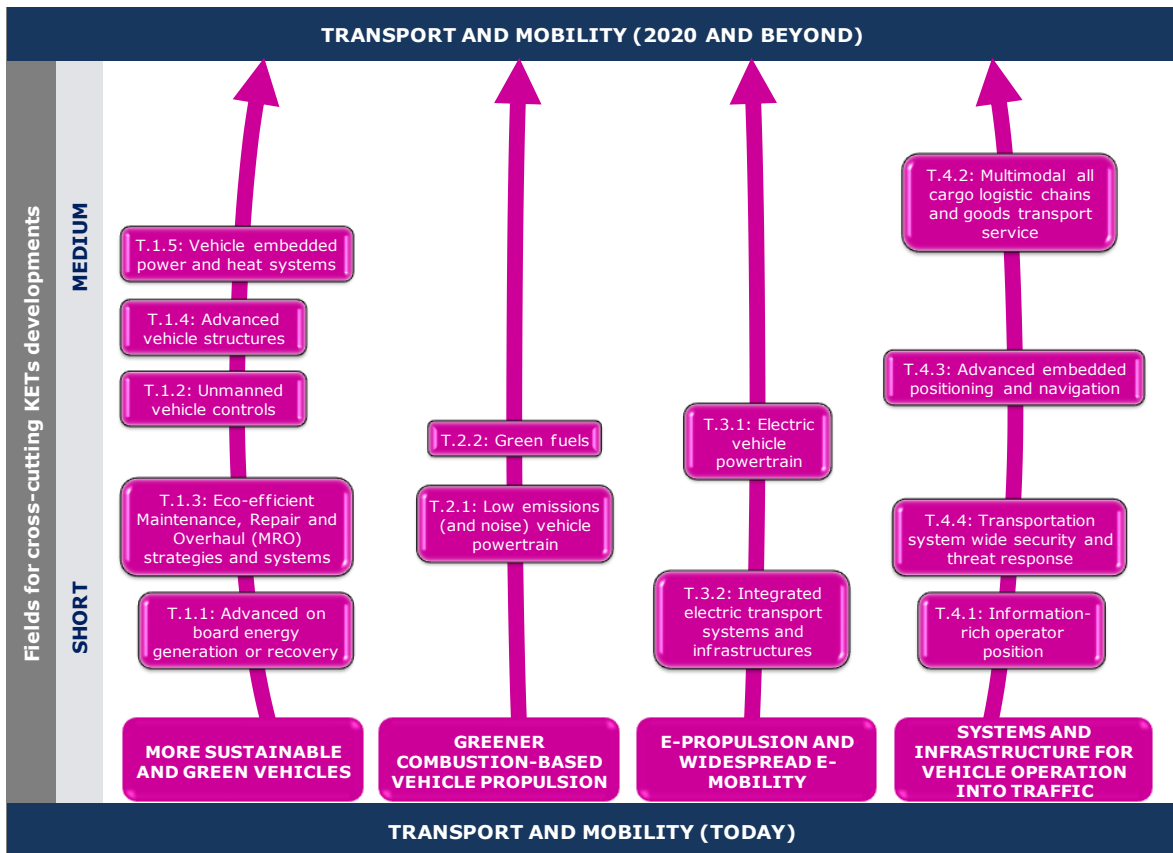 TRANSPORT AND MOBILITY (2020 AND BEYOND)
Fields for cross-cutting KETs developments
MEDIUM
SHORT
T.1.5: Vehicle embedded
power and heat systems
T.1.4: Advanced
vehicle structures
T.1.2: Unmanned
vehicle controls
T.1.3: Eco-efficient
Maintenance, Repair and
Overhaul (MRO)
strategies and systems
T.1.1: Advanced on
board energy
generation or recovery
MORE SUSTAINABLE
AND GREEN VEHICLES
T.2.2: Green fuels
T.2.1: Low emissions
(and noise) vehicle
powertrain
GREENER
COMBUSTION-BASED
VEHICLE PROPULSION
T.3.1: Electric
vehicle
powertrain
T.3.2: Integrated
electric transport
systems and
infrastructures
E-PROPULSION AND
WIDESPREAD E-
MOBILITY
T.4.2: Multimodal all
cargo logistic chains
and goods transport
service
T.4.3: Advanced embedded
positioning and navigation
T.4.4: Transportation
system wide security and
threat response
T.4.1: Information-
rich operator
position
SYSTEMS AND
INFRASTRUCTURE FOR
VEHICLE OPERATION
INTO TRAFFIC
TRANSPORT AND MOBILITY (TODAY)